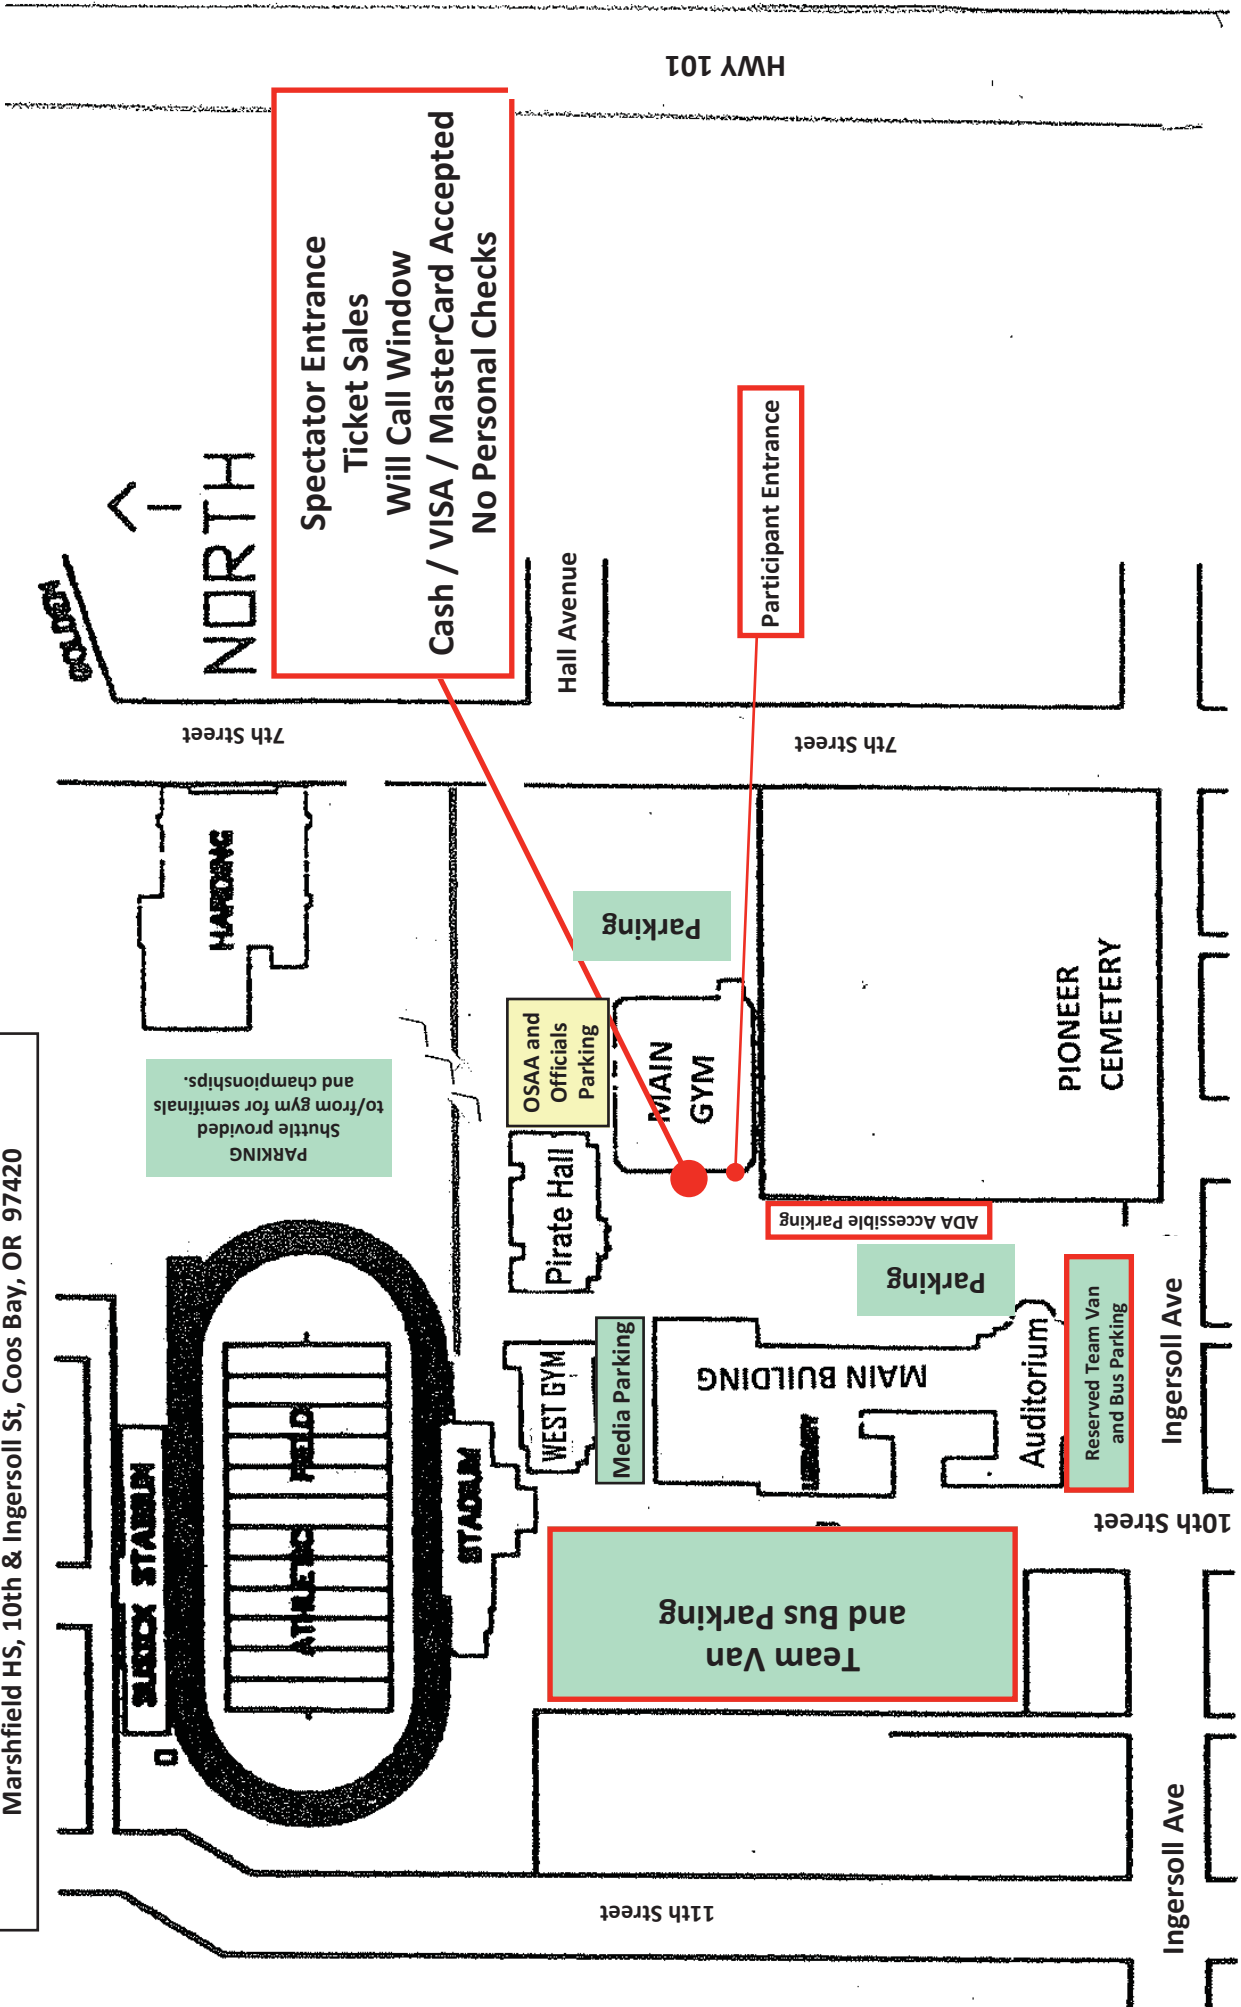 Marshfield HS, 10th & Ingersoll St, Coos Bay, OR 97420
SURICK STADIUM
ATHLETIC FIELD
STADIUM
PARKING
Shuttle provided
to/from gym for semifinals
and championships.
HARDING
GOLDEN
NORTH
7th Street
Spectator Entrance
Ticket Sales
Will Call Window
Cash / VISA / MasterCard Accepted
No Personal Checks
HWY 101
Hall Avenue
WEST GYM
Pirate Hall
OSAA and
Officials
Parking
Media Parking
MAIN
GYM
Parking
Participant Entrance
7th Street
11th Street
Team Van
and Bus Parking
MAIN BUILDING
LIBRARY
Auditorium
Parking
ADA Accessible Parking
PIONEER
CEMETERY
Reserved Team Van
and Bus Parking
10th Street
Ingersoll Ave
Ingersoll Ave